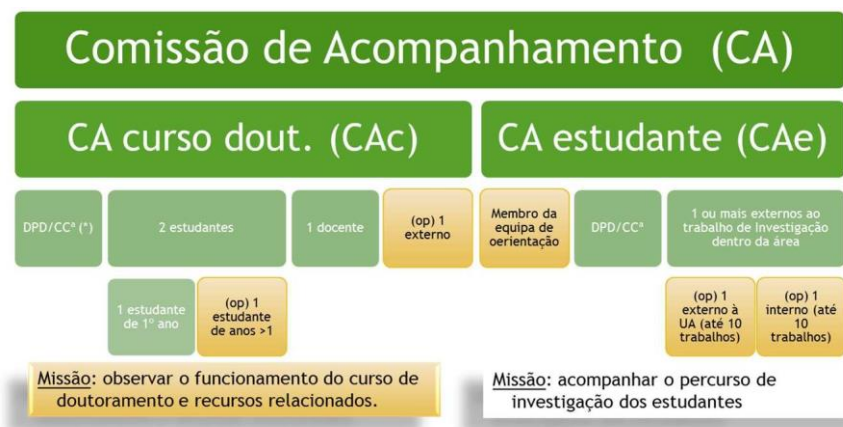 Comissão de Acompanhamento (CA)
CA curso dout. (CAc)
CA estudante (CAe)
DPD/CCª (*)
2 estudantes
1 docente
(op) 1
externo
Membro da
equipa de
oerientação
DPD/CCª
1 ou mais externos ao
trabalho de Investigação
dentro da área
1 estudante
de 1º ano
(op) 1
estudante
de anos >1
(op) 1
externo à
UA (até 10
trabalhos)
(op) 1
interno (até
10
trabalhos)
Missão: observar o funcionamento do curso de
doutoramento e recursos relacionados.
Missão: acompanhar o percurso de
investigação dos estudantes